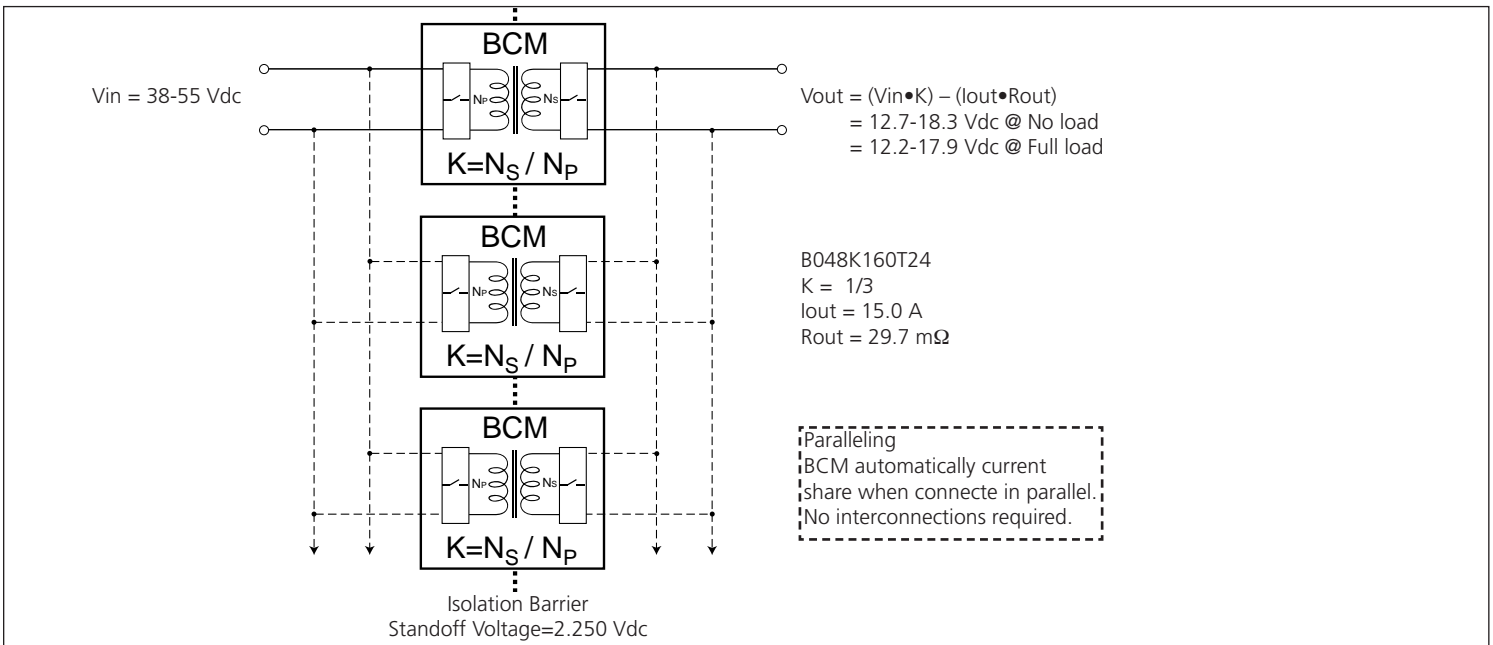 BCM
Vin = 38-55 Vdc
NP NS
K=NS / NP
Vout = (Vin•K) – (Iout•Rout)
= 12.7-18.3 Vdc @ No load
= 12.2-17.9 Vdc @ Full load
BCM
NP NS
K=NS / NP
B048K160T24
K = 1/3
Iout = 15.0 A
Rout = 29.7 mΩ
BCM
NP NS
K=NS / NP
Paralleling
BCM automatically current
share when connecte in parallel.
No interconnections required.
Isolation Barrier
Standoff Voltage=2.250 Vdc